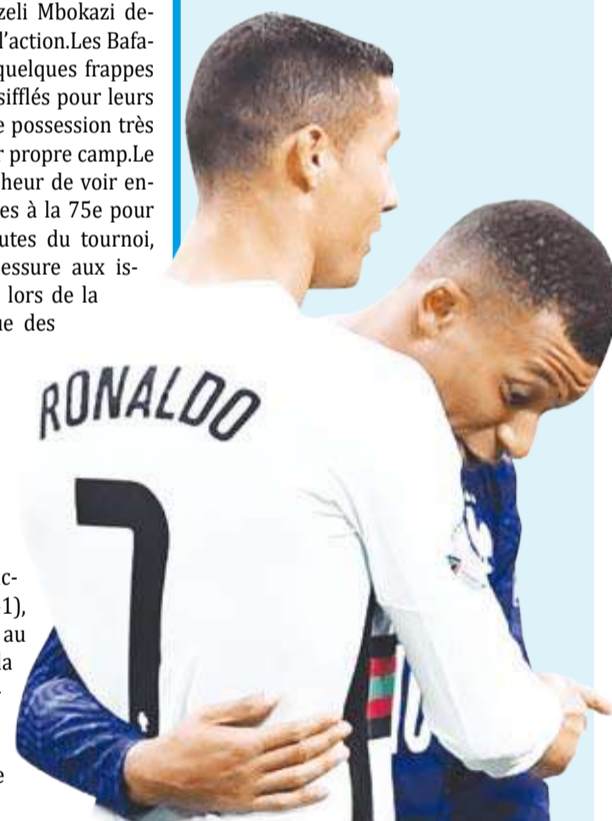 zeli Mbokazi de-
l'action.Les Bafa-
quelques frappes
sifflés pour leurs
e possession très
r propre camp.Le
heur de voir en-
es à la 75e pour
utes du tournoi,
essure aux is-
lors de la
ue des
RONALDO
7
c-
1),
au
la
e
10